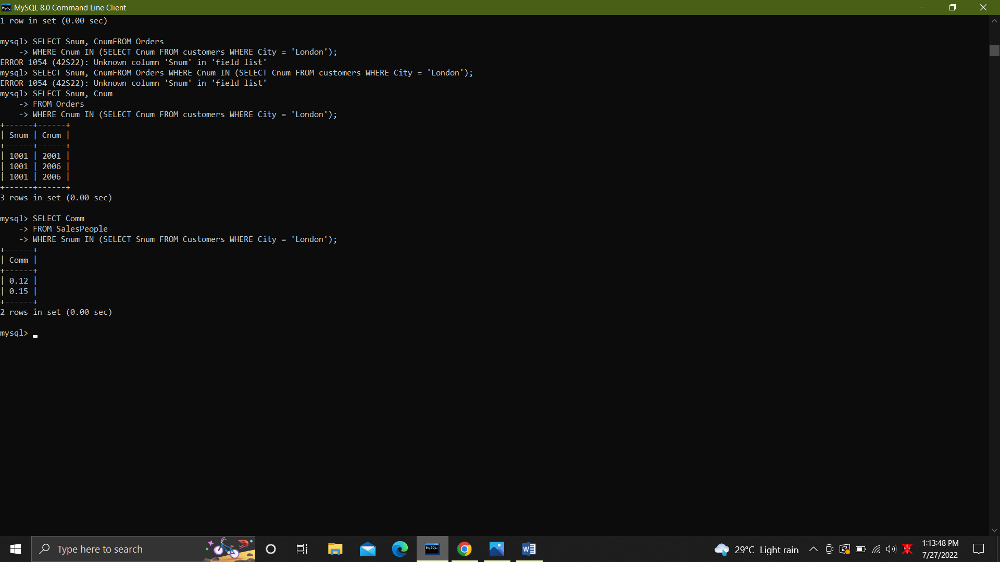 MySQL 8.0 Command Line Client
1 row in set (0.00 sec)
mysql> SELECT Snum, CnumFROM Orders
    -> WHERE Cnum IN (SELECT Cnum FROM customers WHERE City = 'London');
ERROR 1054 (42S22): Unknown column 'Snum' in 'field list'
mysql> SELECT Snum, CnumFROM Orders WHERE Cnum IN (SELECT Cnum FROM customers WHERE City = 'London');
ERROR 1054 (42S22): Unknown column 'Snum' in 'field list'
mysql> SELECT Snum, Cnum
    -> FROM Orders
    -> WHERE Cnum IN (SELECT Cnum FROM customers WHERE City = 'London');
+------+------+
| Snum | Cnum |
+------+------+
| 1001 | 2001 |
| 1001 | 2006 |
| 1001 | 2006 |
+------+------+
3 rows in set (0.00 sec)
mysql> SELECT Comm
    -> FROM SalesPeople
    -> WHERE Snum IN (SELECT Snum FROM Customers WHERE City = 'London');
+------+
| Comm |
+------+
| 0.12 |
| 0.15 |
+------+
2 rows in set (0.00 sec)
mysql>
Type here to search
29°C Light rain
1:13:48 PM
7/27/2022